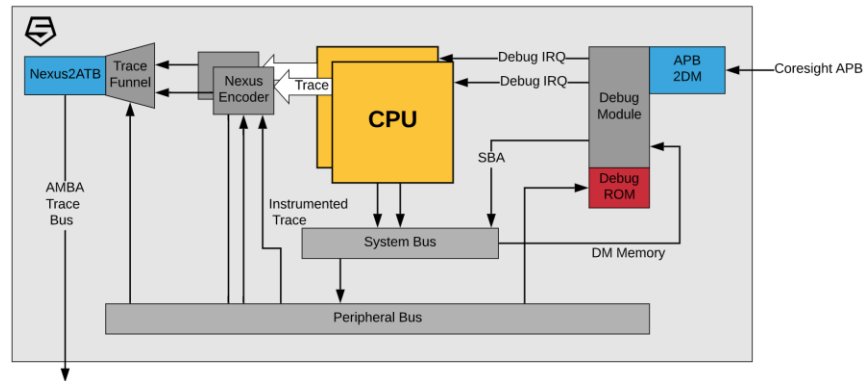 Nexus2ATB
Trace
Funnel
Nexus
Encoder
Trace
CPU
Debug IRQ
Debug IRQ
Debug
Module
APB
2DM
Coresight APB
SBA
Debug
ROM
AMBA
Trace
Bus
Instrumented
Trace
System Bus
DM Memory
Peripheral Bus